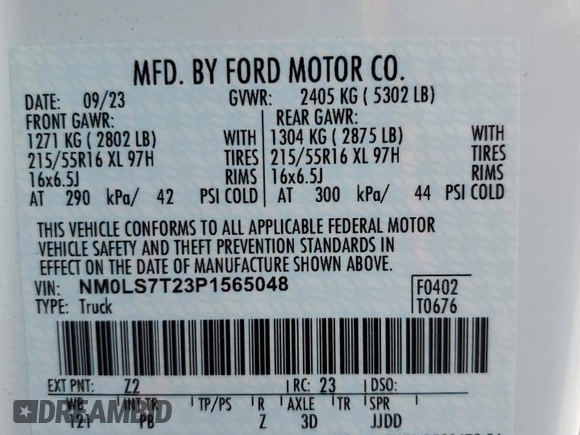 MFD. BY FORD MOTOR CO.
DATE: 09/23 GVWR: 2405 KG ( 5302 LB)
FRONT GAWR: REAR GAWR:
1271 KG ( 2802 LB) WITH 1304 KG ( 2875 LB) WITH
215/55R16 XL 97H TIRES 215/55R16 XL 97H TIRES
16x6.5J RIMS 16x6.5J RIMS
AT 290 kPa/ 42 PSI COLD AT 300 kPa/ 44 PSI COLD
THIS VEHICLE CONFORMS TO ALL APPLICABLE FEDERAL MOTOR
VEHICLE SAFETY AND THEFT PREVENTION STANDARDS IN
EFFECT ON THE DATE OF MANUFACTURE SHOWN ABOVE.
VIN: NM0LS7T23P1565048 F0402
TYPE: Truck T0676
EXT PNT: Z2 RC: 23 DSO:
WB INT TR TP/PS R AXLE TR SPR
121 PB Z 3D JJDD
DREAMBID